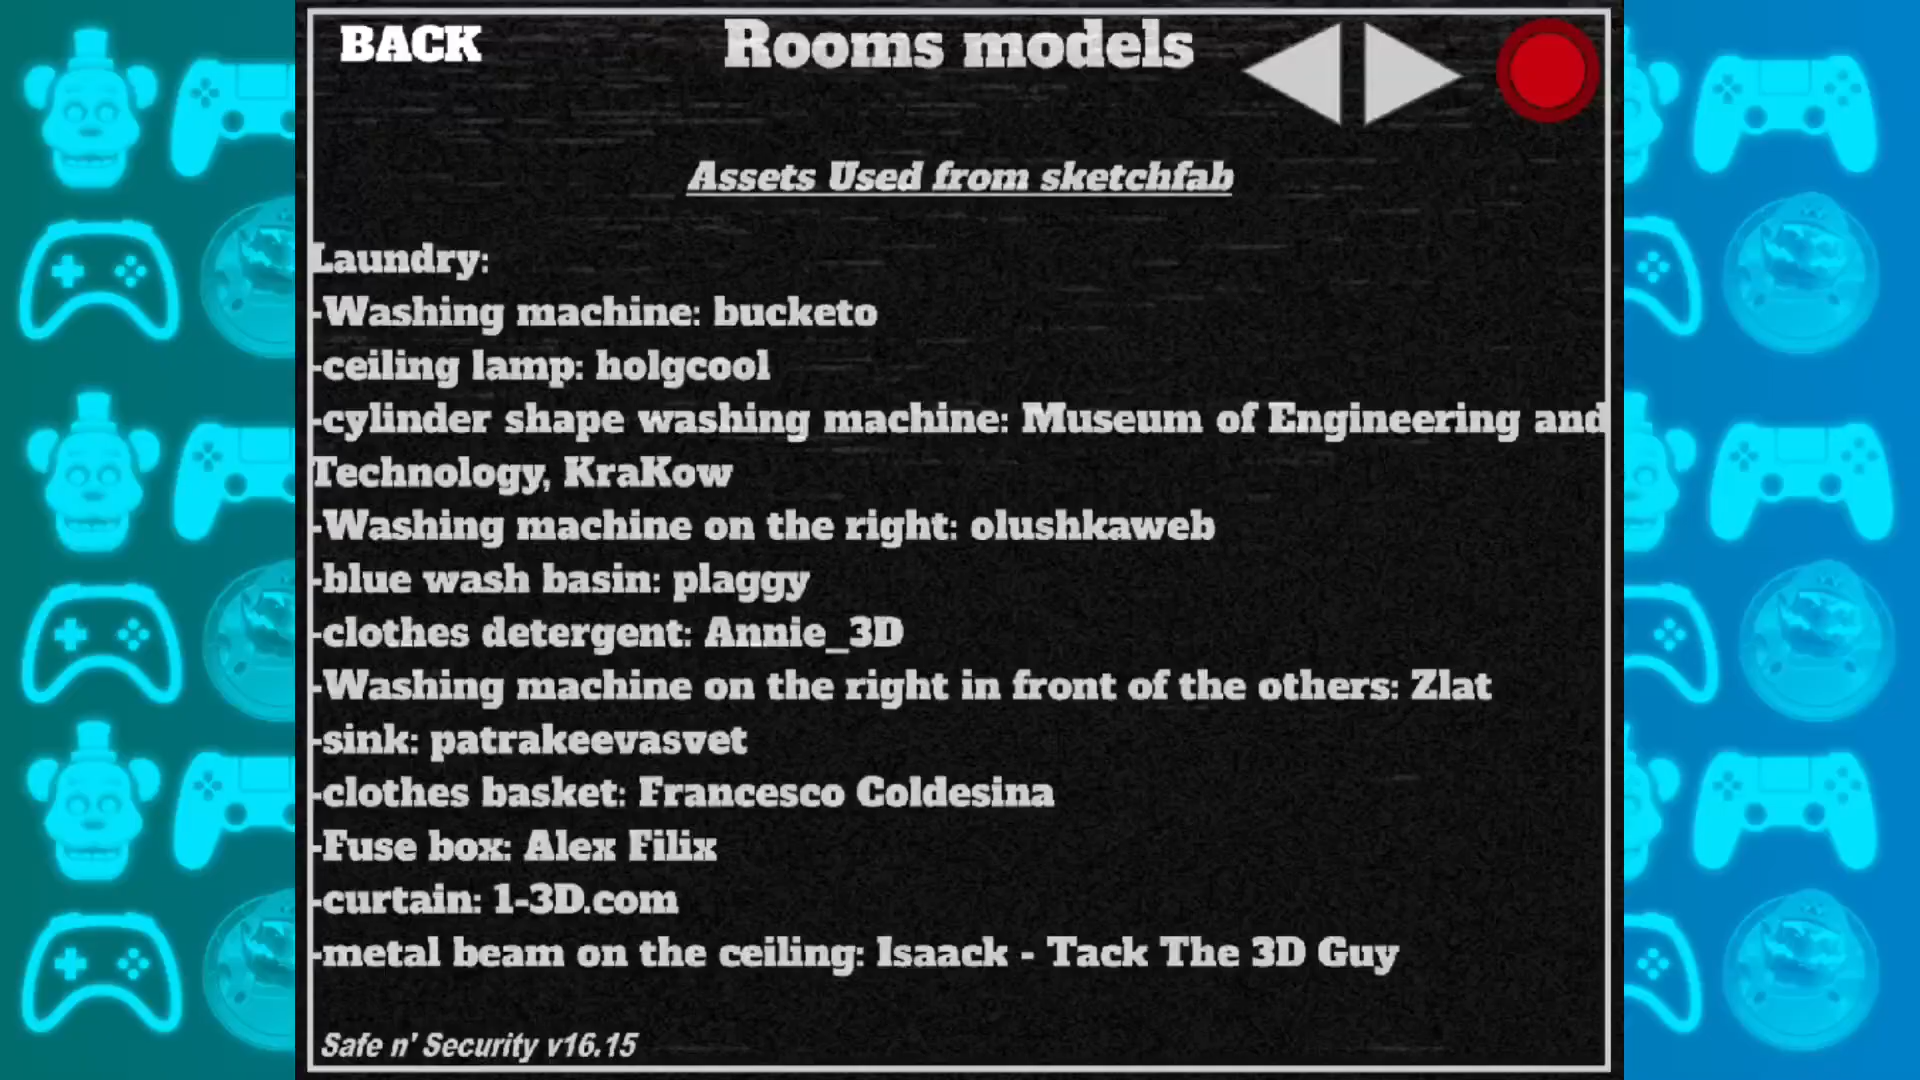 BACK
Rooms models
Assets Used from sketchfab
Laundry:
-Washing machine: bucketo
-ceiling lamp: holgcool
-cylinder shape washing machine: Museum of Engineering and
Technology, KraKow
-Washing machine on the right: olushkaweb
-blue wash basin: plaggy
-clothes detergent: Annie_3D
-Washing machine on the right in front of the others: Zlat
-sink: patrakeevasvet
-clothes basket: Francesco Coldesina
-Fuse box: Alex Filix
-curtain: 1-3D.com
-metal beam on the ceiling: Isaack - Tack The 3D Guy
Safe n' Security v16.15